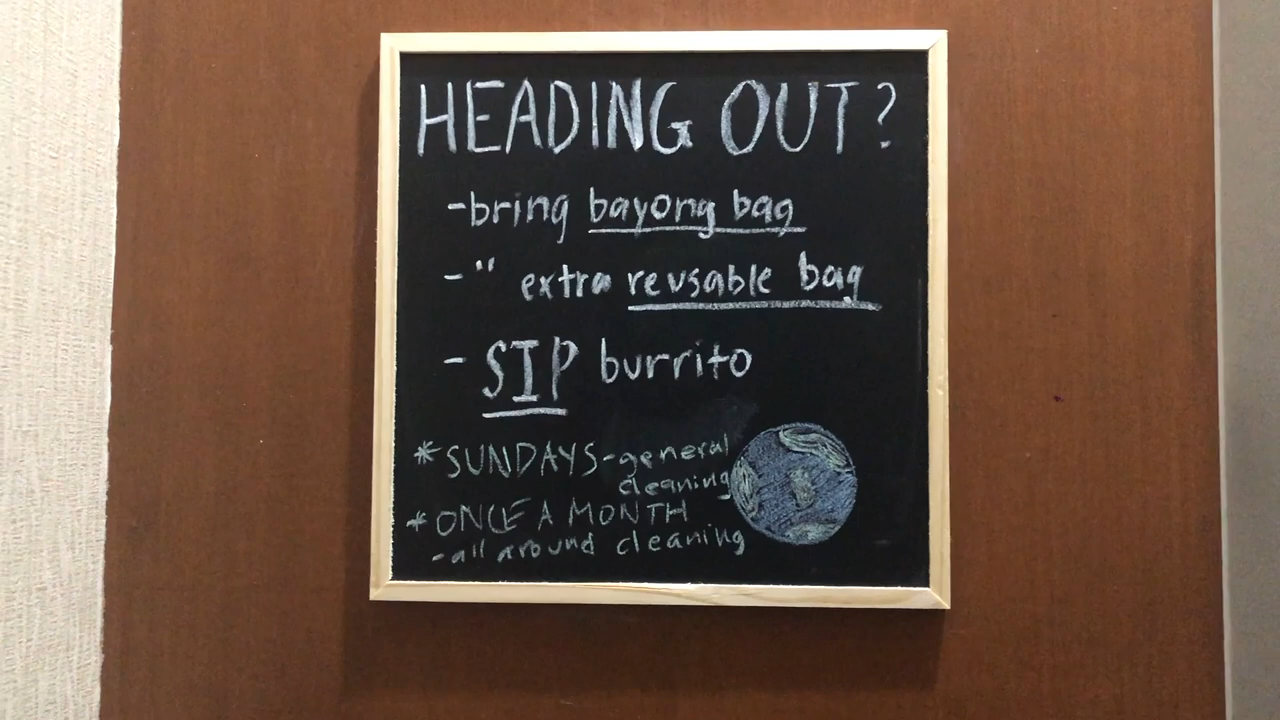 HEADING OUT?
-bring bayong bag
- " extra reusable bag
- SIP burrito
*SUNDAYS-general
cleaning
*ONCE A MONTH
-all around cleaning